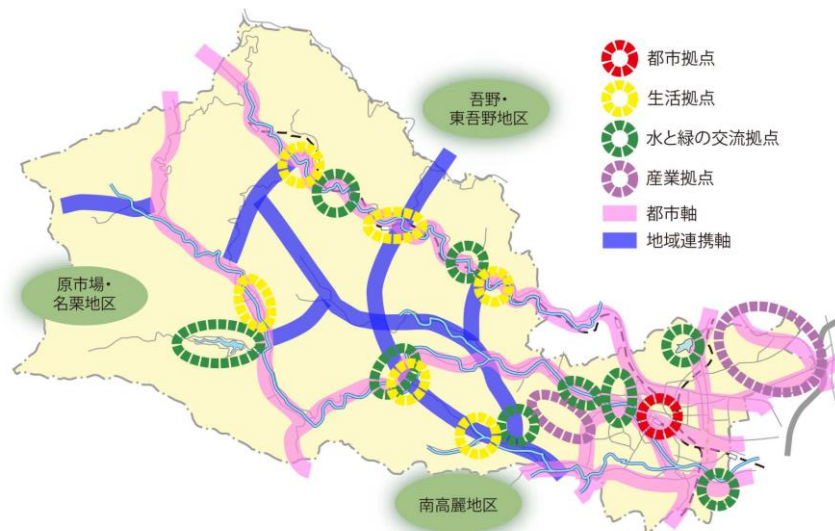 吾野・
東吾野地区
都市拠点
生活拠点
水と緑の交流拠点
産業拠点
都市軸
地域連携軸
原市場・
名栗地区
南高麗地区